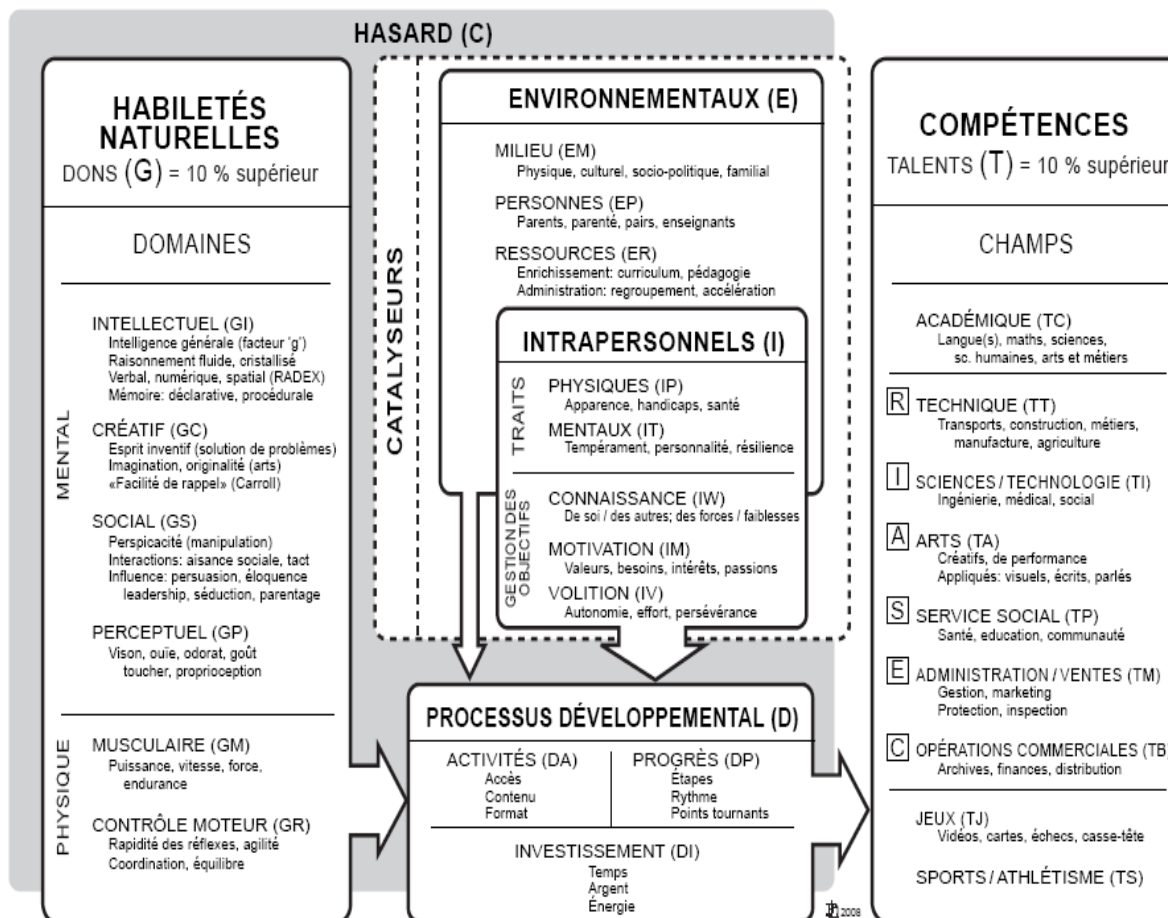 HASARD (C)
HABILETÉS
NATURELLES
DONS (G) = 10 % supérieur
DOMAINES
MENTAL
INTELLECTUEL (GI)
Intelligence générale (facteur 'g')
Raisonnement fluide, cristallisé
Verbal, numérique, spatial (RADEX)
Mémoire: déclarative, procédurale
CRÉATIF (GC)
Esprit inventif (solution de problèmes)
Imagination, originalité (arts)
«Facilité de rappel» (Carroll)
SOCIAL (GS)
Perspicacité (manipulation)
Interactions: aisance sociale, tact
Influence: persuasion, éloquence
leadership, séduction, parentage
PERCEPTUEL (GP)
Vison, ouïe, odorat, goût
toucher, proprioception
PHYSIQUE
MUSCULAIRE (GM)
Puissance, vitesse, force,
endurance
CONTRÔLE MOTEUR (GR)
Rapidité des réflexes, agilité
Coordination, équilibre
CATALYSEURS
ENVIRONNEMENTAUX (E)
MILIEU (EM)
Physique, culturel, socio-politique, familial
PERSONNES (EP)
Parents, parenté, pairs, enseignants
RESSOURCES (ER)
Enrichissement: curriculum, pédagogie
Administration: regroupement, accélération
INTRAPERSONNELS (I)
TRAITS
PHYSIQUES (IP)
Apparence, handicaps, santé
MENTAUX (IT)
Tempérament, personnalité, résilience
GESTION DES
OBJECTIFS
CONNAISSANCE (IW)
De soi / des autres; des forces / faiblesses
MOTIVATION (IM)
Valeurs, besoins, intérêts, passions
VOLITION (IV)
Autonomie, effort, persévérance
PROCESSUS DÉVELOPPEMENTAL (D)
ACTIVITÉS (DA)
Accès
Contenu
Format
PROGRÈS (DP)
Étapes
Rythme
Points tournants
INVESTISSEMENT (DI)
Temps
Argent
Énergie
2008
COMPÉTENCES
TALENTS (T) = 10 % supérieur
CHAMPS
ACADÉMIQUE (TC)
Langue(s), maths, sciences,
sc. humaines, arts et métiers
R TECHNIQUE (TT)
Transports, construction, métiers,
manufacture, agriculture
I SCIENCES / TECHNOLOGIE (TI)
Ingénierie, médical, social
A ARTS (TA)
Créatifs, de performance
Appliqués: visuels, écrits, parlés
S SERVICE SOCIAL (TP)
Santé, education, communauté
E ADMINISTRATION / VENTES (TM)
Gestion, marketing
Protection, inspection
C OPÉRATIONS COMMERCIALES (TB)
Archives, finances, distribution
JEUX (TJ)
Vidéos, cartes, échecs, casse-tête
SPORTS / ATHLÉTISME (TS)